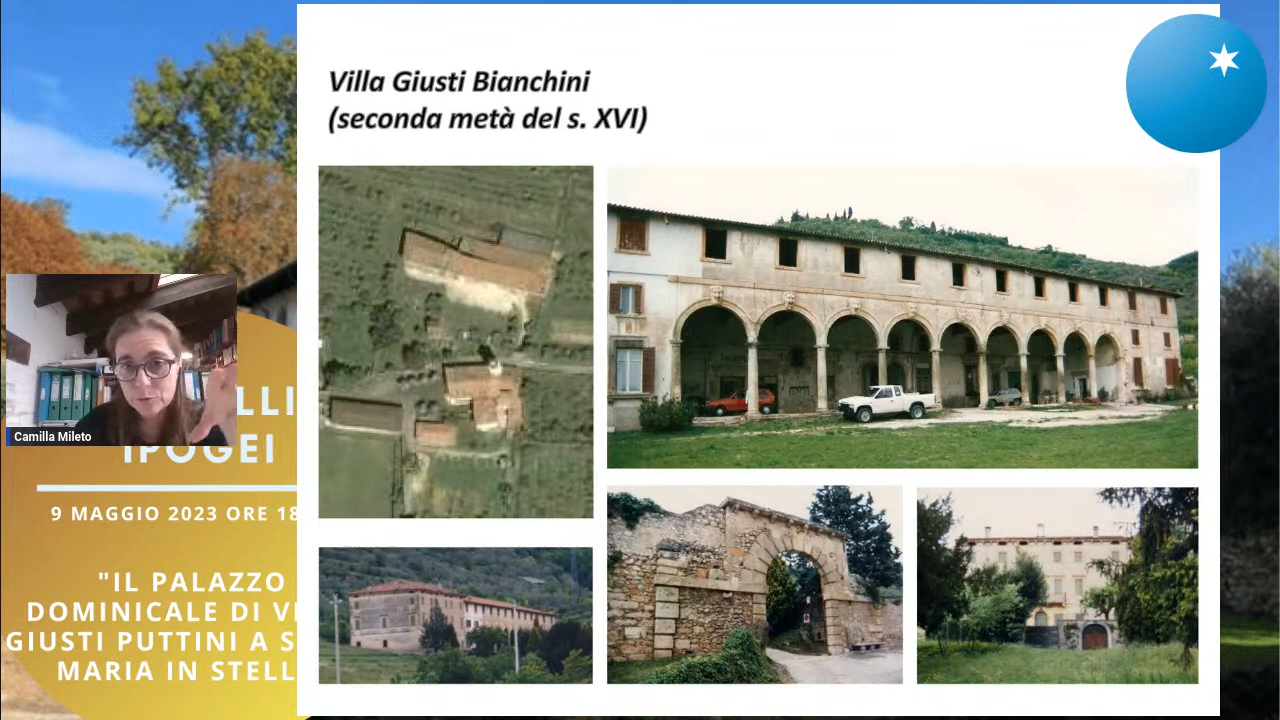 Villa Giusti Bianchini
(seconda metà del s. XVI)
Camilla Mileto
LLI
IPOGEI
9 MAGGIO 2023 ORE 18
"IL PALAZZO
DOMINICALE DI V
GIUSTI PUTTINI A S
MARIA IN STELL